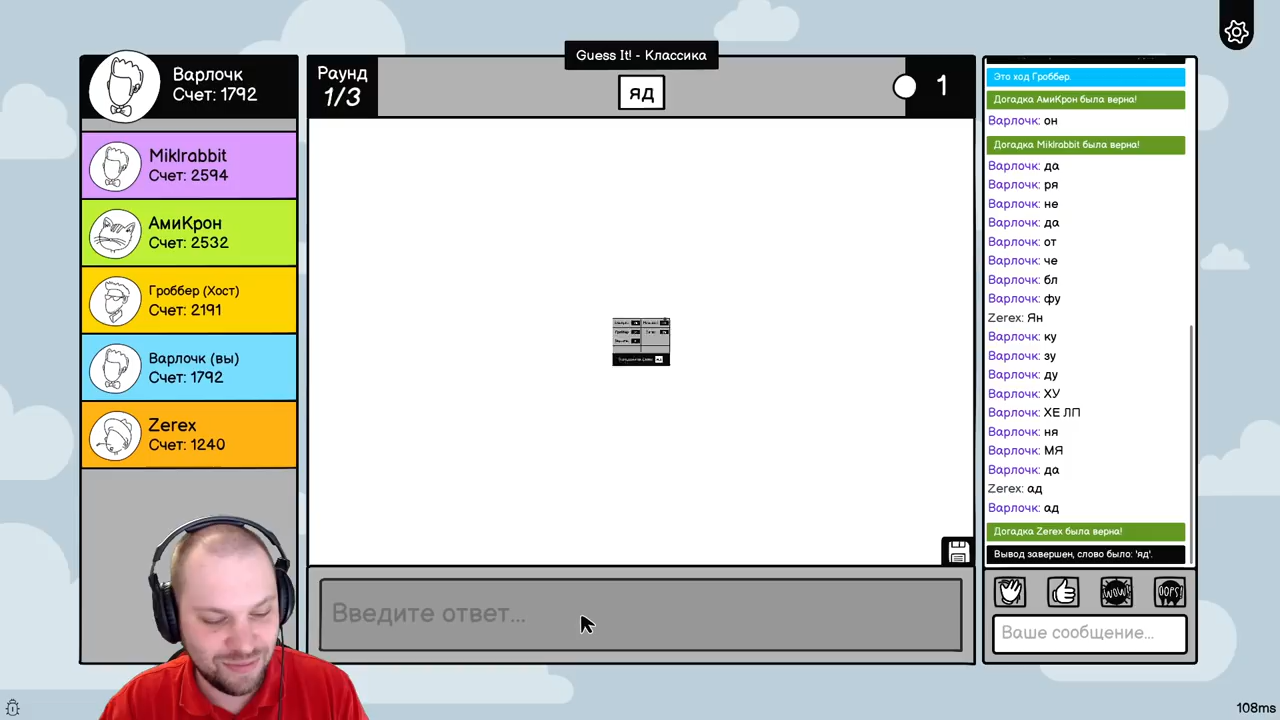 Guess It! - Классика
Варлочк
Счет: 1792
Раунд
1/3
яд
1
Miklrabbit
Счет: 2594
АмиКрон
Счет: 2532
Гроббер (Хост)
Счет: 2191
Варлочк (вы)
Счет: 1792
Zerex
Счет: 1240
Введите ответ...
Это ход Гроббер.
Догадка АмиКрон была верна!
Варлочк: он
Догадка Miklrabbit была верна!
Варлочк: да
Варлочк: ря
Варлочк: не
Варлочк: да
Варлочк: от
Варлочк: че
Варлочк: бл
Варлочк: фу
Zerex: Ян
Варлочк: ку
Варлочк: зу
Варлочк: ду
Варлочк: ХУ
Варлочк: ХЕ ЛП
Варлочк: ня
Варлочк: МЯ
Варлочк: да
Zerex: ад
Варлочк: ад
Догадка Zerex была верна!
Вывод завершен, слово было: 'яд'.
WOW!
OOPS!
Ваше сообщение...
108ms